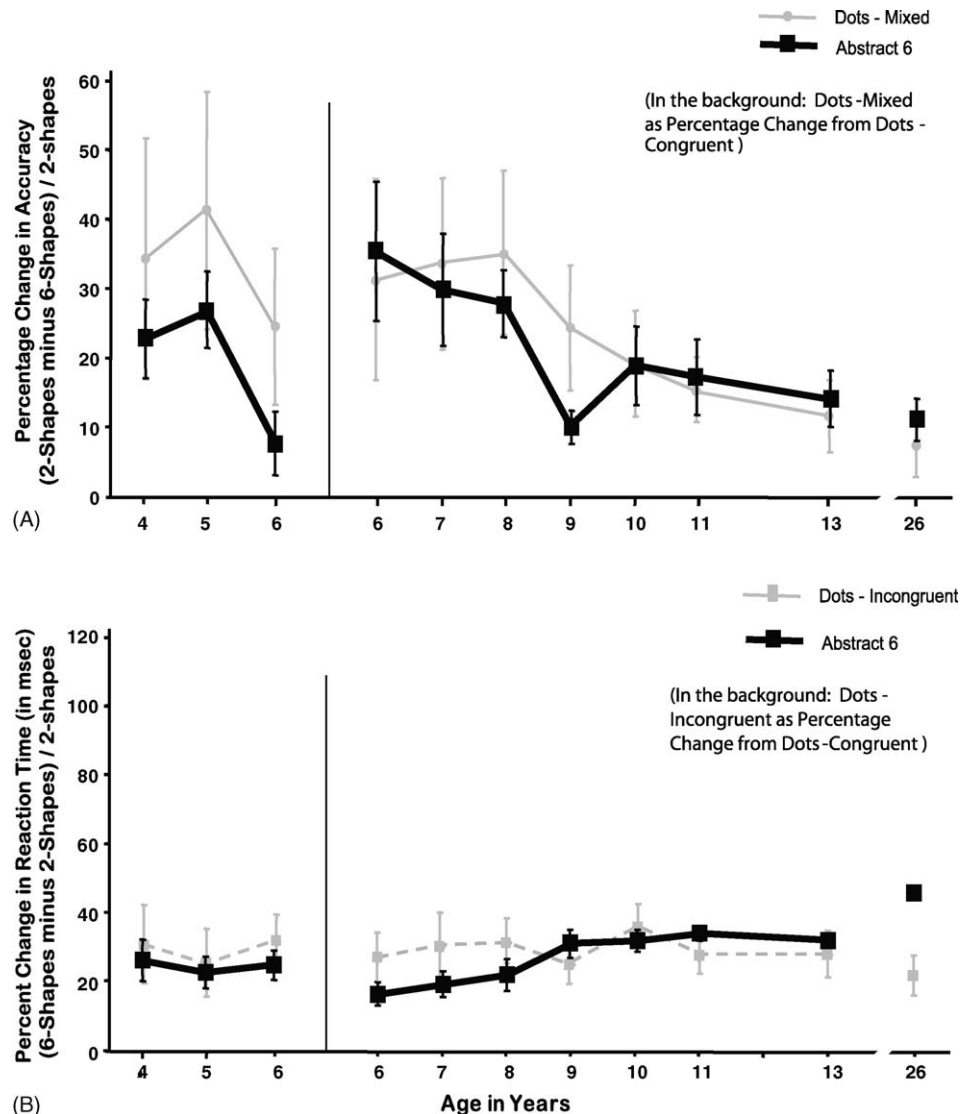 Dots - Mixed
Abstract 6
(In the background: Dots -Mixed
as Percentage Change from Dots -
Congruent )
Percentage Change in Accuracy
(2-Shapes minus 6-Shapes) / 2-shapes
60
50
40
30
20
10
0
4 5 6 6 7 8 9 10 11 13 26
(A)
Dots - Incongruent
Abstract 6
(In the background: Dots -
Incongruent as Percentage
Change from Dots -Congruent )
Percent Change in Reaction Time (in msec)
(6-Shapes minus 2-Shapes) / 2-shapes
120
100
80
60
40
20
0
4 5 6 6 7 8 9 10 11 13 26
(B)
Age in Years